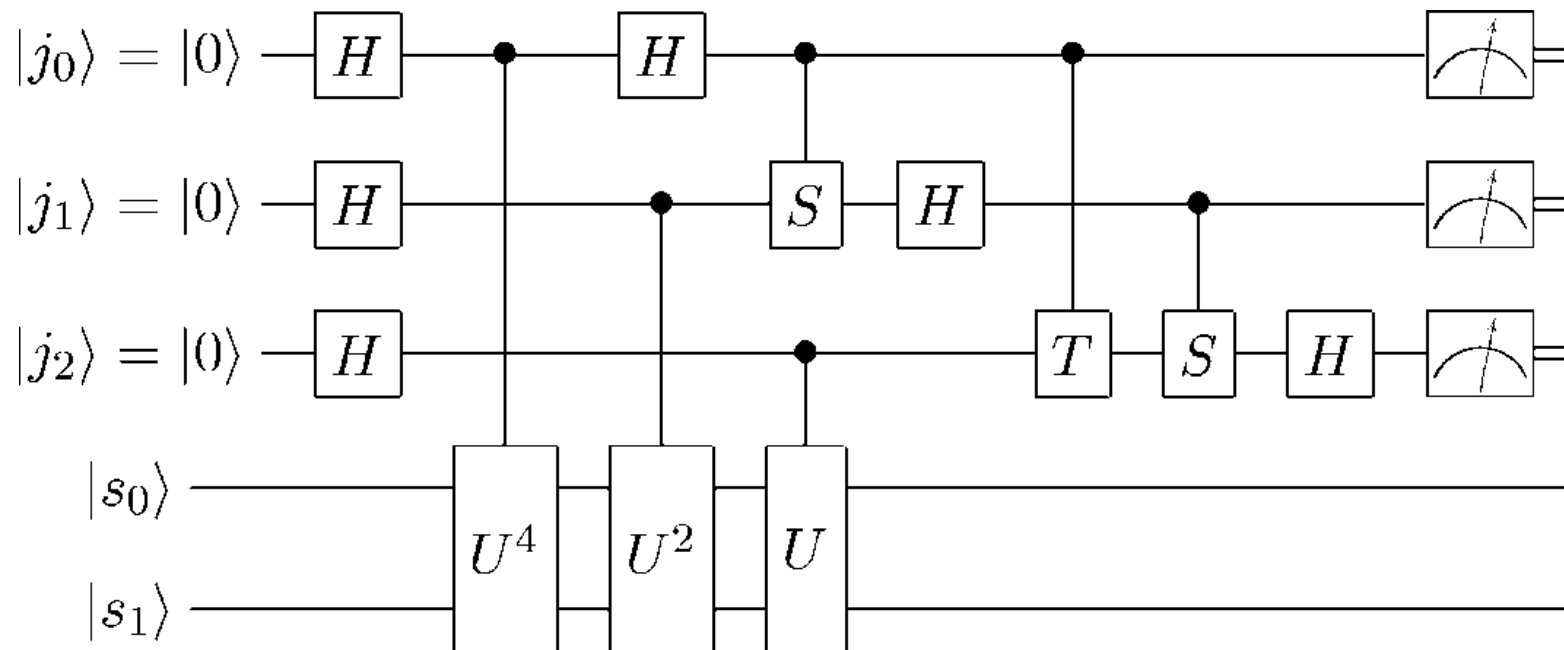 |j₀⟩ = |0⟩ H H
|j₁⟩ = |0⟩ H S H
|j₂⟩ = |0⟩ H T S H
|s₀⟩
U⁴ U² U
|s₁⟩